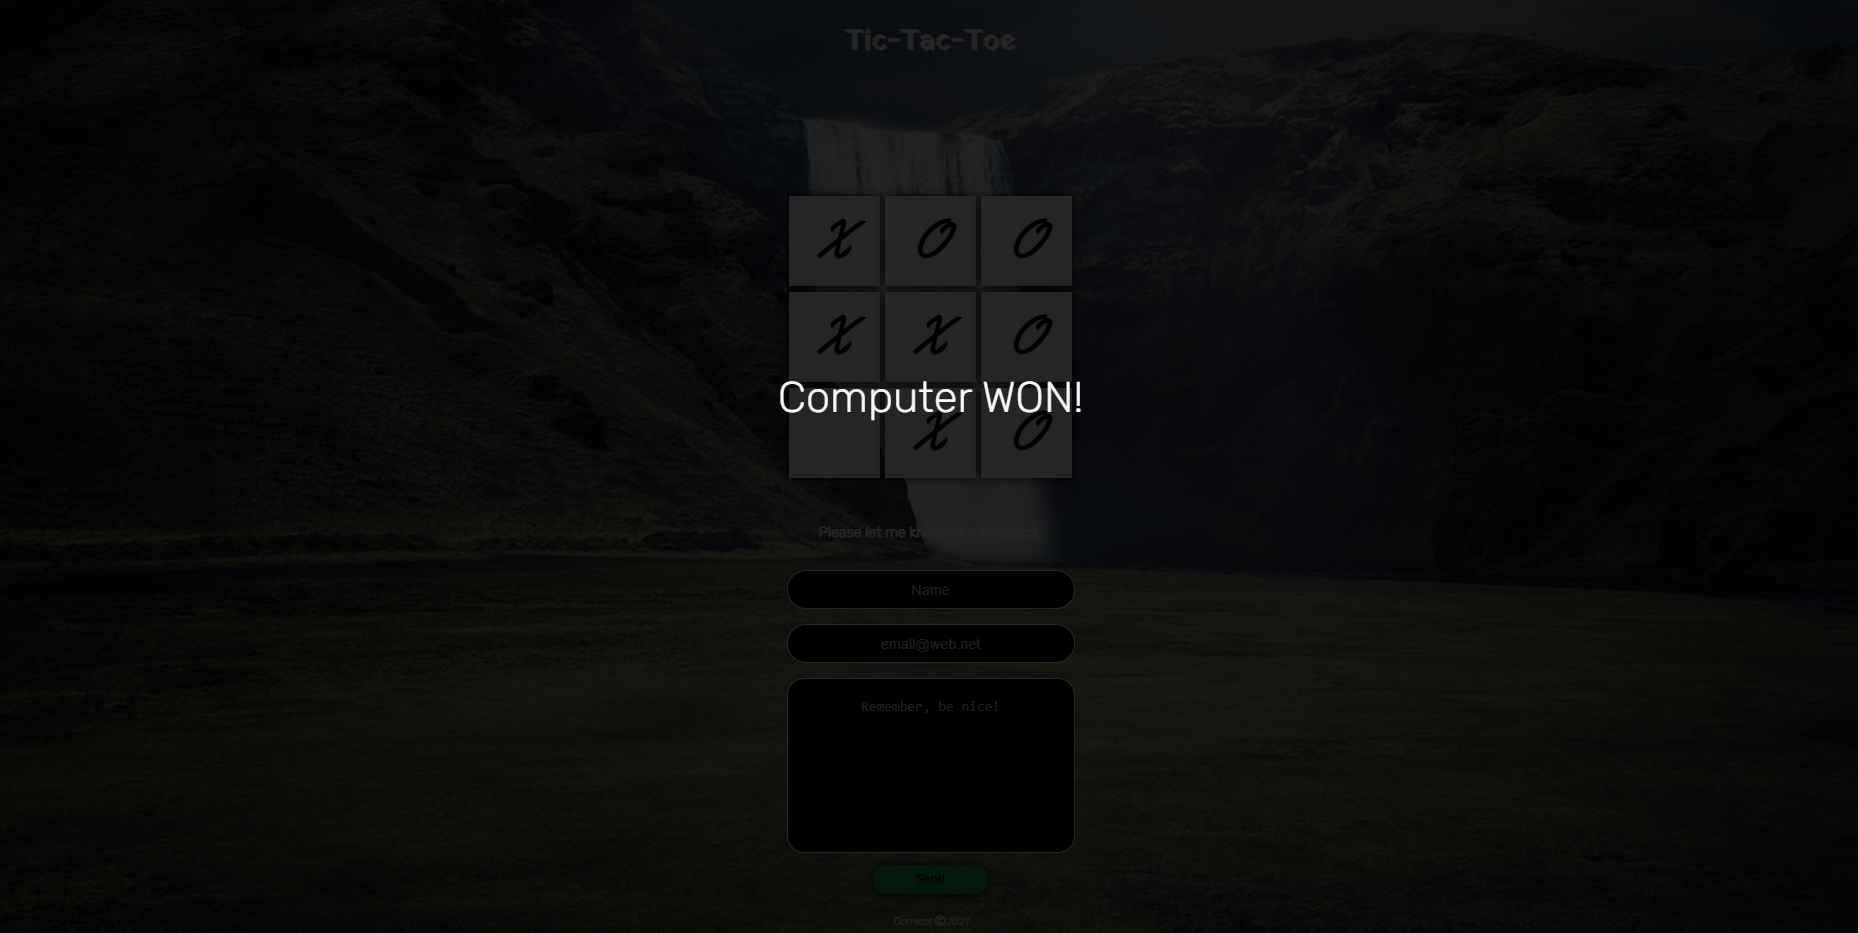 Tic-Tac-Toe
X O O
X X O
Computer WON!
X O
Please let me know your feedback.
Name
email@web.net
Remember, be nice!
Send
Domkas ©2021